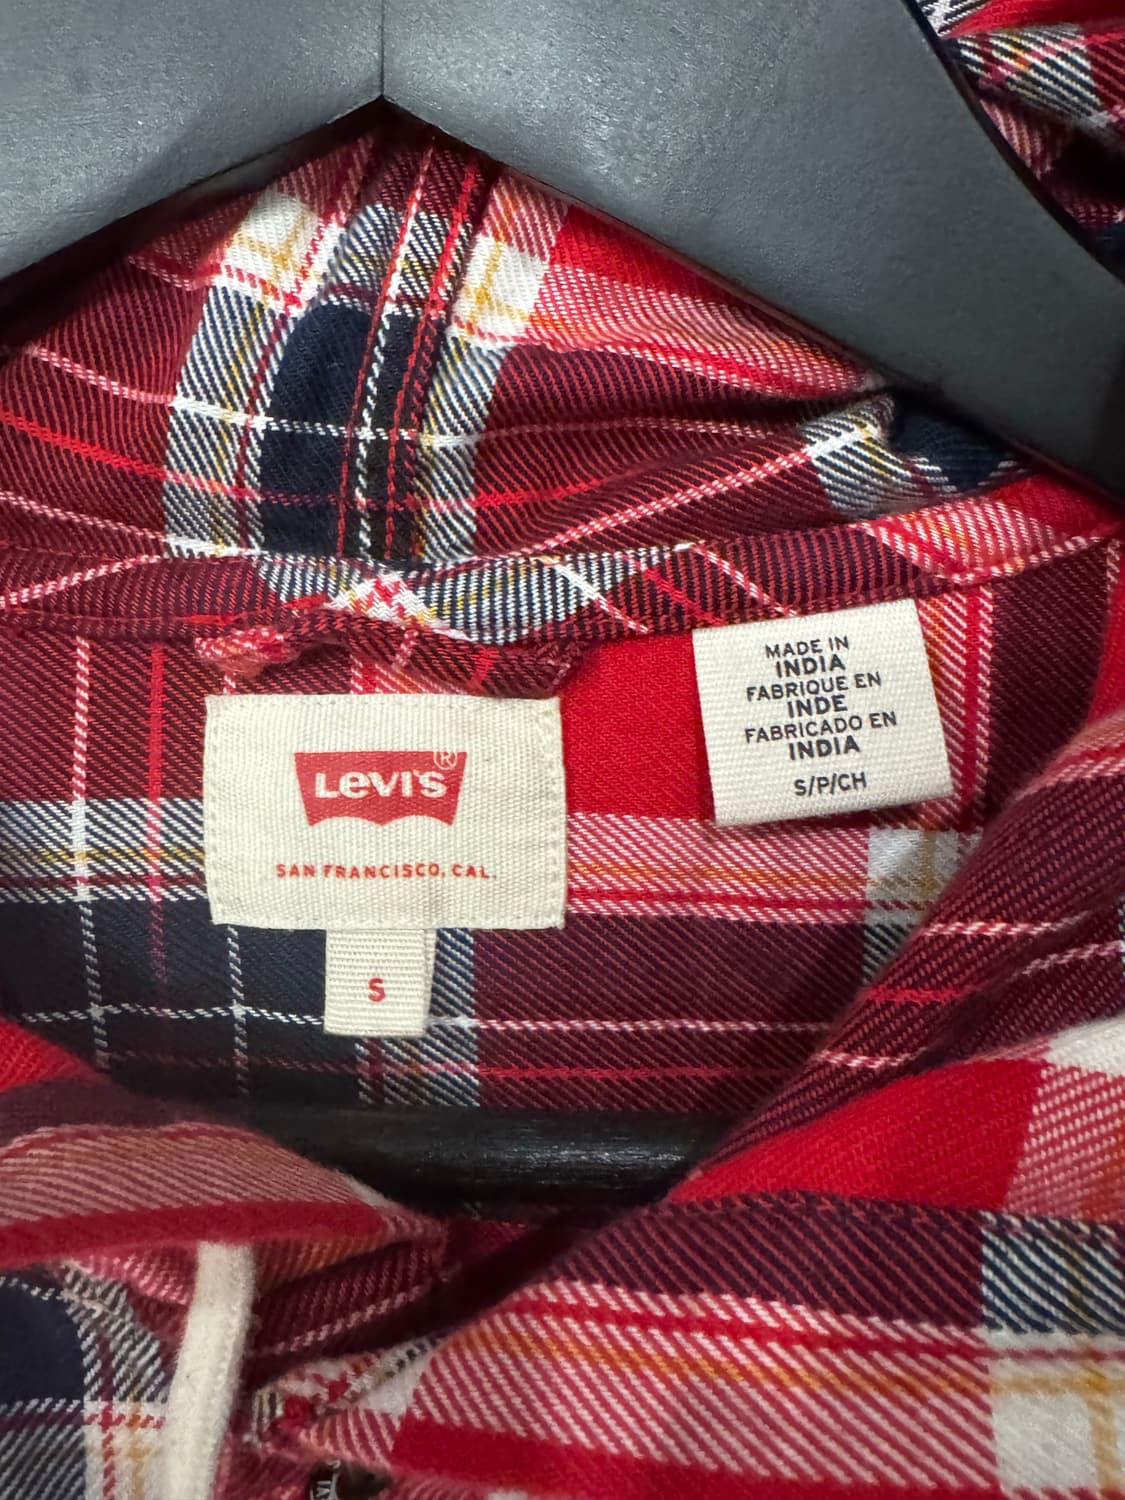 LEVI'S®
SAN FRANCISCO, CAL.
S
MADE IN
INDIA
FABRIQUE EN
INDE
FABRICADO EN
INDIA
S/P/CH